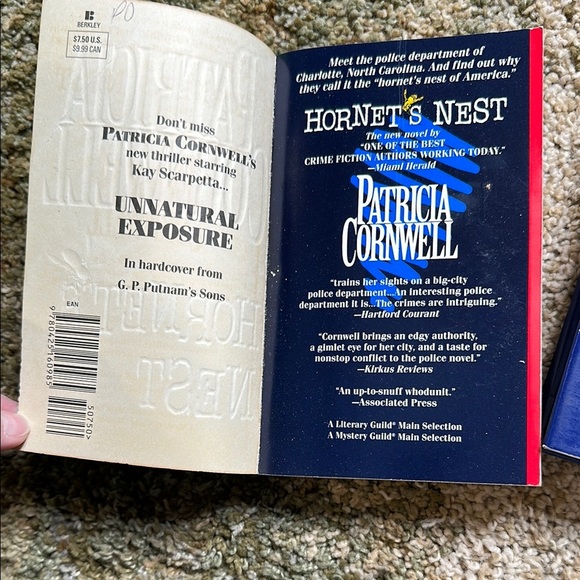 BERKLEY
$7.50 U.S.
$9.99 CAN
PO
Don't miss
PATRICIA CORNWELL'S
new thriller starring
Kay Scarpetta...
UNNATURAL
EXPOSURE
In hardcover from
G. P. Putnam's Sons
EAN
9780425160985
50750>
Meet the police department of
Charlotte, North Carolina. And find out why
they call it the "hornet's nest of America."
HORNET'S NEST
The new novel by
"ONE OF THE BEST
CRIME FICTION AUTHORS WORKING TODAY."
—Miami Herald
PATRICIA
CORNWELL
"trains her sights on a big-city
police department...An interesting police
department it is...The crimes are intriguing."
—Hartford Courant
"Cornwell brings an edgy authority,
a gimlet eye for her city, and a taste for
nonstop conflict to the police novel."
—Kirkus Reviews
"An up-to-snuff whodunit."
—Associated Press
A Literary Guild® Main Selection
A Mystery Guild® Main Selection